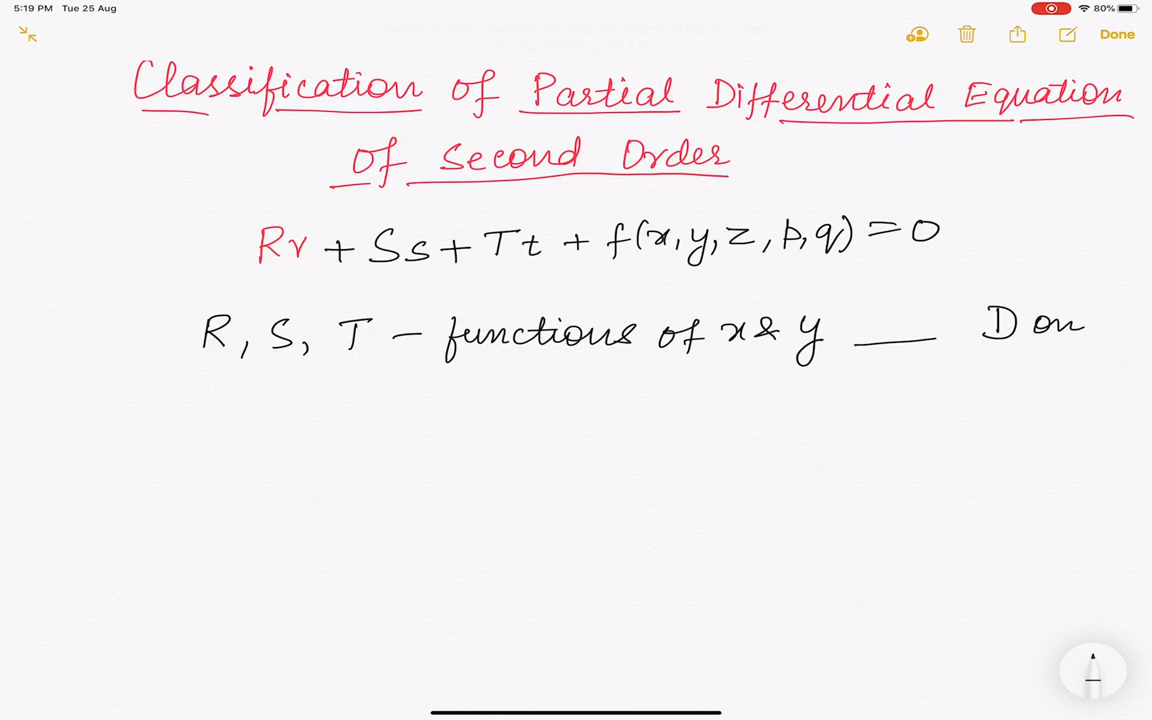 5:19 PM Tue 25 Aug 80%
Done
Classification of Partial Differential Equation
of Second Order
Rr + Ss + Tt + f(x, y, z, p, q) = 0
R, S, T – functions of x & y —— D on